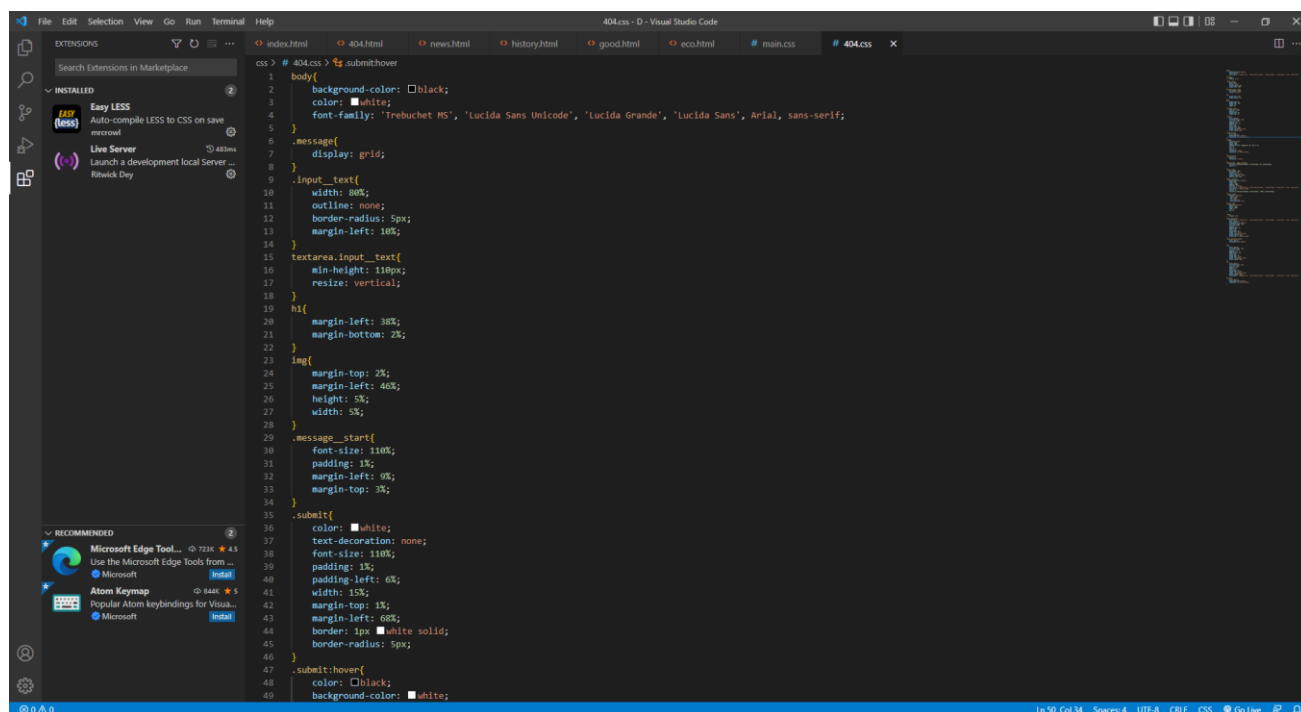 File Edit Selection View Go Run Terminal Help
404.css - D - Visual Studio Code
EXTENSIONS
Search Extensions in Marketplace
INSTALLED 2
Easy LESS
Auto-compile LESS to CSS on save
mrcrowl
Live Server 483ms
Launch a development local Server ...
Ritwick Dey
RECOMMENDED 2
Microsoft Edge Tool... 723K 4.5
Use the Microsoft Edge Tools from ...
Microsoft Install
Atom Keymap 844K 5
Popular Atom keybindings for Visua...
Microsoft Install
index.html 404.html news.html history.html good.html eco.html # main.css # 404.css
css > # 404.css > .submit:hover
1 body{
2 background-color: black;
3 color: white;
4 font-family: 'Trebuchet MS', 'Lucida Sans Unicode', 'Lucida Grande', 'Lucida Sans', Arial, sans-serif;
5 }
6 .message{
7 display: grid;
8 }
9 .input__text{
10 width: 80%;
11 outline: none;
12 border-radius: 5px;
13 margin-left: 10%;
14 }
15 textarea.input__text{
16 min-height: 110px;
17 resize: vertical;
18 }
19 h1{
20 margin-left: 38%;
21 margin-bottom: 2%;
22 }
23 img{
24 margin-top: 2%;
25 margin-left: 46%;
26 height: 5%;
27 width: 5%;
28 }
29 .message__start{
30 font-size: 110%;
31 padding: 1%;
32 margin-left: 9%;
33 margin-top: 3%;
34 }
35 .submit{
36 color: white;
37 text-decoration: none;
38 font-size: 110%;
39 padding: 1%;
40 padding-left: 6%;
41 width: 15%;
42 margin-top: 1%;
43 margin-left: 68%;
44 border: 1px white solid;
45 border-radius: 5px;
46 }
47 .submit:hover{
48 color: black;
49 background-color: white;
0 0
Ln 50, Col 34 Spaces: 4 UTF-8 CRLF CSS Go Live